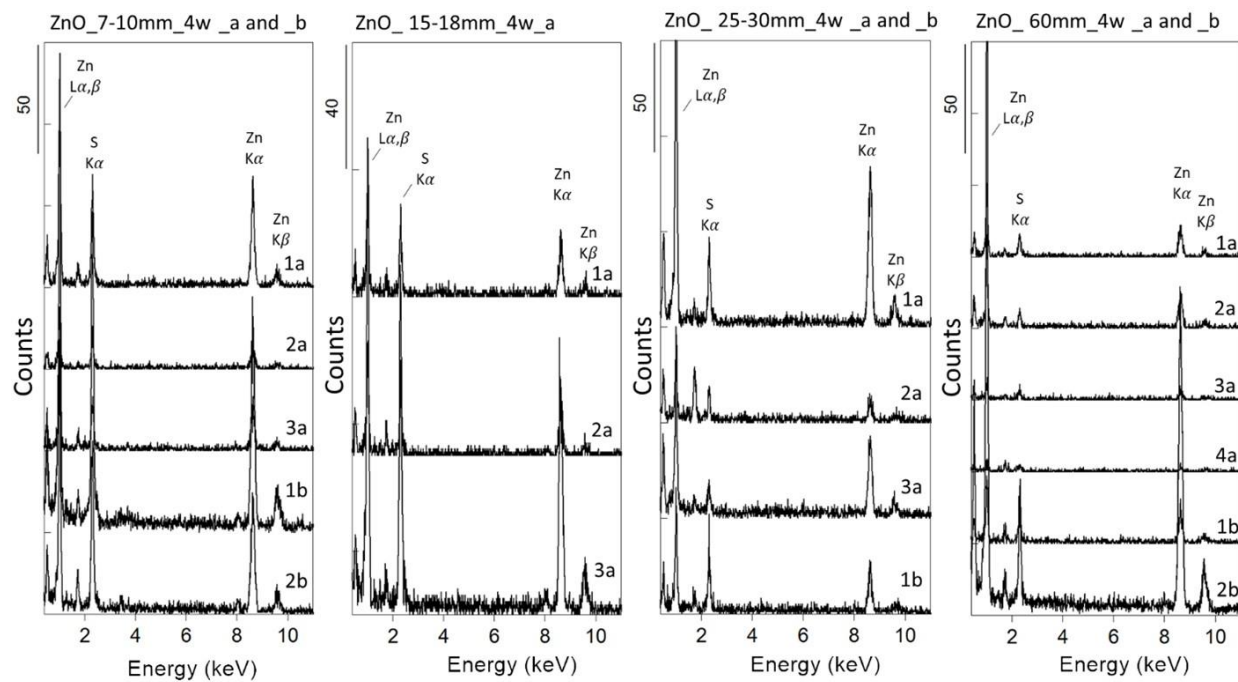 ZnO_7-10mm_4w _a and _b
50
Zn
Lα,β
S
Kα
Zn
Kα
Zn
Kβ
1a
2a
3a
1b
2b
Counts
2 4 6 8 10
Energy (keV)
ZnO_ 15-18mm_4w_a
40
Zn
Lα,β
S
Kα
Zn
Kα
Zn
Kβ
1a
2a
3a
Counts
2 4 6 8 10
Energy (keV)
ZnO_ 25-30mm_4w _a and _b
50
Zn
Lα,β
S
Kα
Zn
Kα
Zn
Kβ
1a
2a
3a
1b
Counts
2 4 6 8 10
Energy (keV)
ZnO_60mm_4w _a and _b
50
Zn
Lα,β
S
Kα
Zn
Kα
Zn
Kβ
1a
2a
3a
4a
1b
2b
Counts
2 4 6 8 10
Energy (keV)